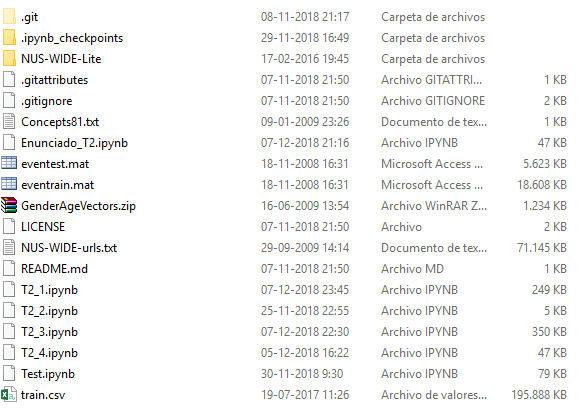 .git 08-11-2018 21:17 Carpeta de archivos
.ipynb_checkpoints 29-11-2018 16:49 Carpeta de archivos
NUS-WIDE-Lite 17-02-2016 19:45 Carpeta de archivos
.gitattributes 07-11-2018 21:50 Archivo GITATTRI... 1 KB
.gitignore 07-11-2018 21:50 Archivo GITIGNORE 2 KB
Concepts81.txt 09-01-2009 23:26 Documento de tex... 1 KB
Enunciado_T2.ipynb 07-12-2018 21:16 Archivo IPYNB 47 KB
eventest.mat 18-11-2008 16:31 Microsoft Access ... 5.623 KB
eventrain.mat 18-11-2008 16:31 Microsoft Access ... 18.608 KB
GenderAgeVectors.zip 16-06-2009 13:54 Archivo WinRAR Z... 1.234 KB
LICENSE 07-11-2018 21:50 Archivo 2 KB
NUS-WIDE-urls.txt 29-09-2009 14:14 Documento de tex... 71.145 KB
README.md 07-11-2018 21:50 Archivo MD 1 KB
T2_1.ipynb 07-12-2018 23:45 Archivo IPYNB 249 KB
T2_2.ipynb 25-11-2018 22:55 Archivo IPYNB 5 KB
T2_3.ipynb 07-12-2018 22:30 Archivo IPYNB 350 KB
T2_4.ipynb 05-12-2018 16:22 Archivo IPYNB 47 KB
Test.ipynb 30-11-2018 9:30 Archivo IPYNB 79 KB
train.csv 19-07-2017 11:26 Archivo de valores... 195.888 KB